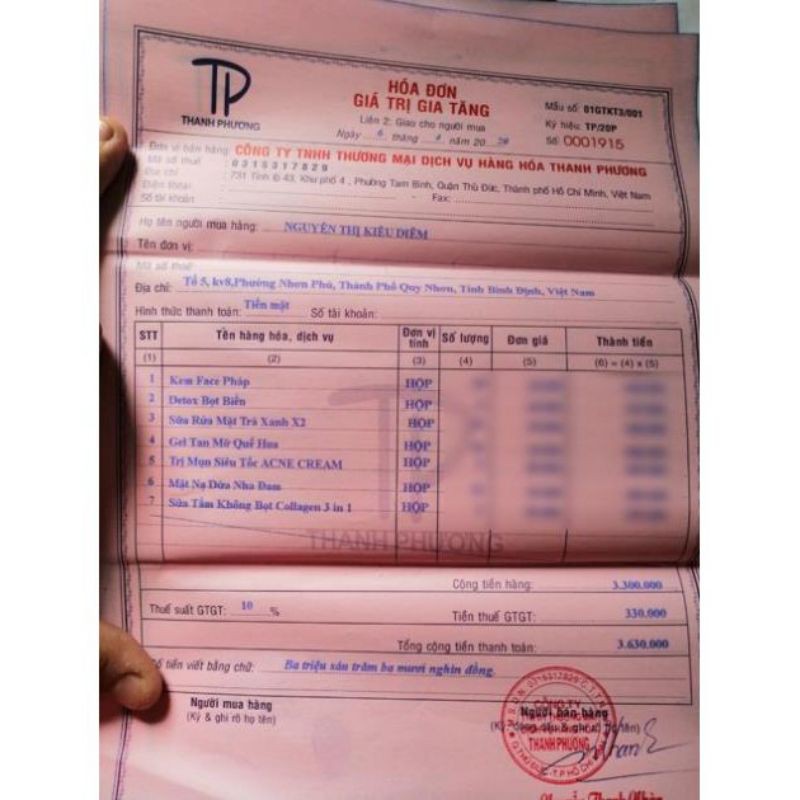 TP
THANH PHƯƠNG
HÓA ĐƠN
GIÁ TRỊ GIA TĂNG
Liên 2: Giao cho người mua
Ngày 6 tháng năm 20
Mẫu số: 01GTKT3/001
Ký hiệu: TP/20P
Số: 0001915
Đơn vị bán hàng: CÔNG TY TNHH THƯƠNG MẠI DỊCH VỤ HÀNG HÓA THANH PHƯƠNG
Mã số thuế :
Địa chỉ : 731 Tỉnh lộ 43, Khu phố 4 , Phường Tam Bình, Quận Thủ Đức, Thành phố Hồ Chí Minh, Việt Nam
Điện thoại : - Fax:
Số tài khoản :
Họ tên người mua hàng: NGUYỄN THỊ KIỀU DIỄM
Tên đơn vị:
Mã số thuế:
Địa chỉ: Tổ 5, kv8,Phường Nhơn Phú, Thành Phố Quy Nhơn, Tỉnh Bình Định, Việt Nam
Hình thức thanh toán: Tiền mặt Số tài khoản:
STT Tên hàng hóa, dịch vụ Đơn vị tính Số lượng Đơn giá Thành tiền
(1) (2) (3) (4) (5) (6) = (4) x (5)
1 Kem Face Pháp HỘP
2 Detox Bọt Biển HỘP
3 Sữa Rửa Mặt Trà Xanh X2 HỘP
4 Gel Tan Mỡ Quế Hoa HỘP
5 Trị Mụn Siêu Tốc ACNE CREAM HỘP
6 Mặt Nạ Dừa Nha Đam HỘP
7 Sữa Tắm Không Bọt Collagen 3 in 1 HỘP
THANH PHƯƠNG
Cộng tiền hàng: 3.300.000
Thuế suất GTGT: 10 % Tiền thuế GTGT: 330.000
Tổng cộng tiền thanh toán: 3.630.000
Số tiền viết bằng chữ: Ba triệu sáu trăm ba mươi nghìn đồng
Người mua hàng
(Ký & ghi rõ họ tên)
Người bán hàng
CÔNG TY
THANH PHƯƠNG